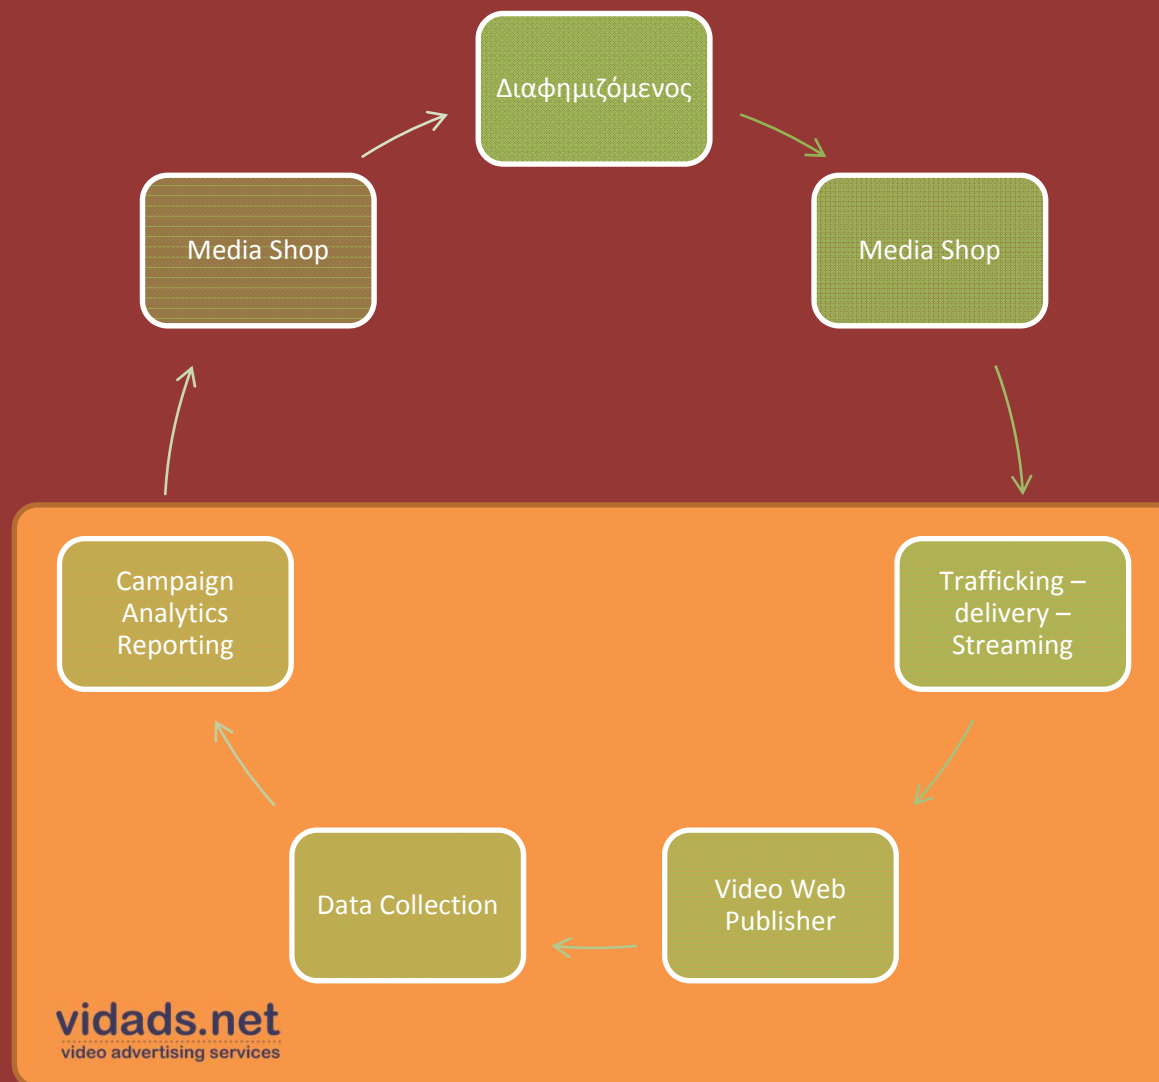 Διαφημιζόμενος
Media Shop
Media Shop
Campaign
Analytics
Reporting
Trafficking –
delivery –
Streaming
Data Collection
Video Web
Publisher
vidads.net
video advertising services